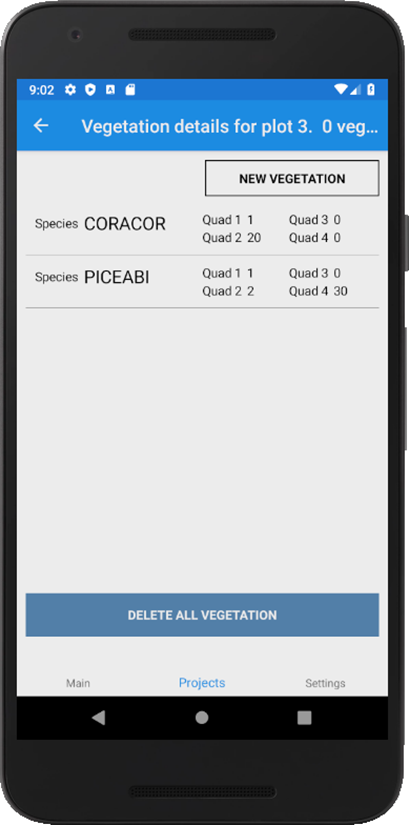 9:02
Vegetation details for plot 3. 0 veg...
NEW VEGETATION
Species CORACOR Quad 1 1 Quad 3 0
Quad 2 20 Quad 4 0
Species PICEABI Quad 1 1 Quad 3 0
Quad 2 2 Quad 4 30
DELETE ALL VEGETATION
Main Projects Settings